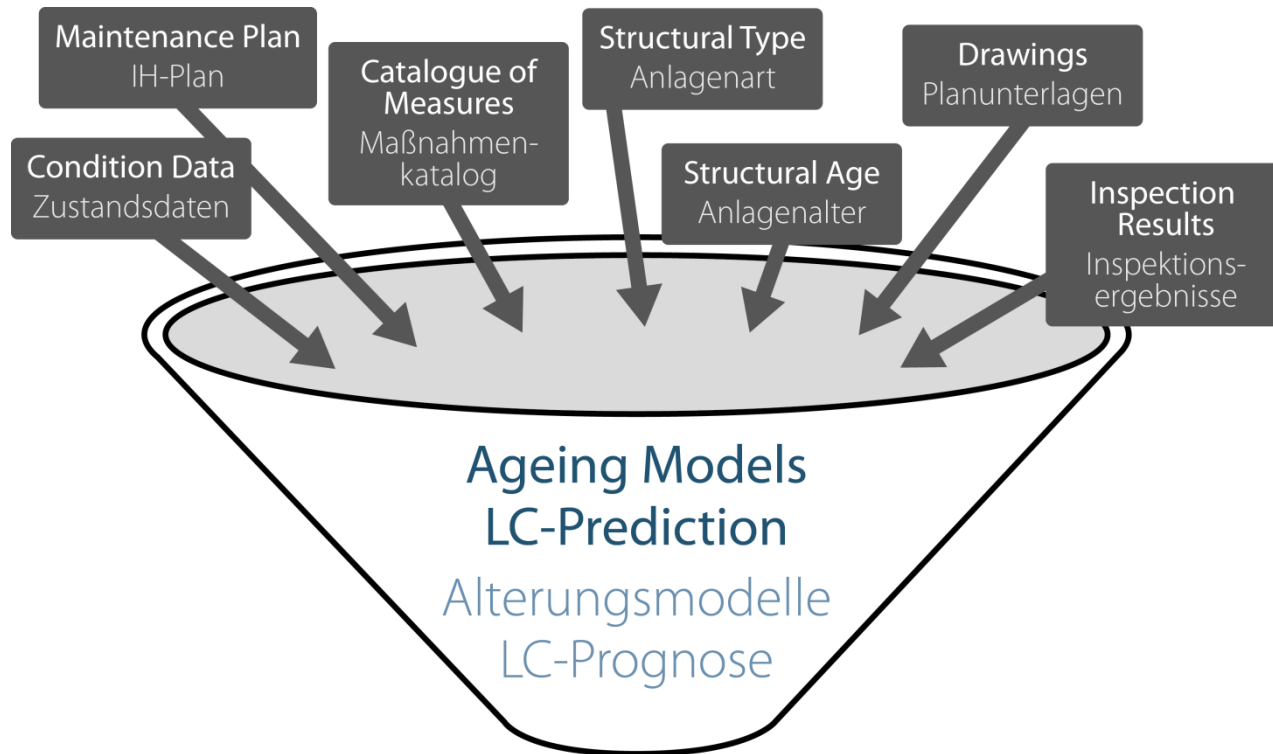 Maintenance Plan
IH-Plan
Catalogue of
Measures
Maßnahmen-
katalog
Structural Type
Anlagenart
Drawings
Planunterlagen
Condition Data
Zustandsdaten
Structural Age
Anlagenalter
Inspection
Results
Inspektions-
ergebnisse
Ageing Models
LC-Prediction
Alterungsmodelle
LC-Prognose